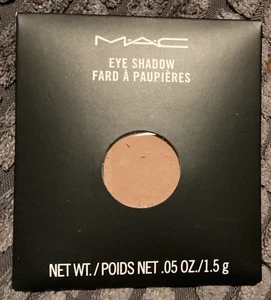 M·A·C
EYE SHADOW
FARD À PAUPIÈRES
NET WT./POIDS NET .05 OZ./1.5 g